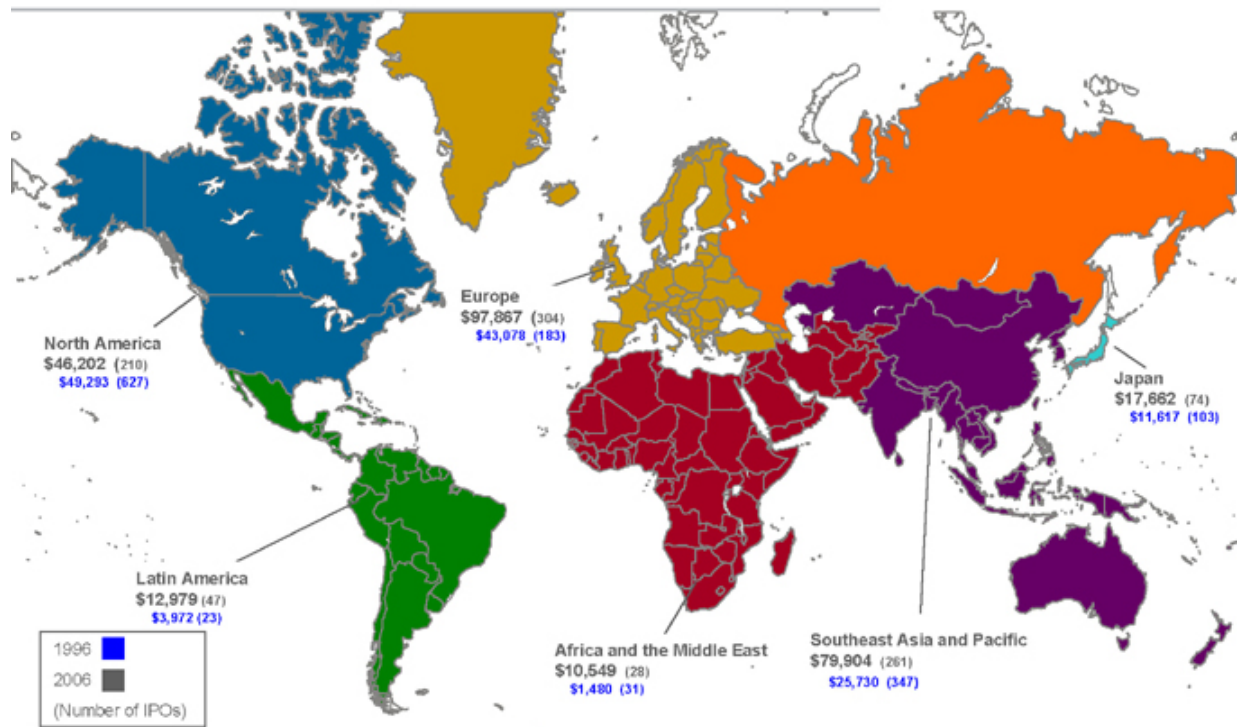 Europe
$97,867 (304)
$43,078 (183)
North America
$46,202 (210)
$49,293 (627)
Japan
$17,662 (74)
$11,617 (103)
Latin America
$12,979 (47)
$3,972 (23)
Africa and the Middle East
$10,549 (28)
$1,480 (31)
Southeast Asia and Pacific
$79,904 (261)
$25,730 (347)
1996
2006
(Number of IPOs)